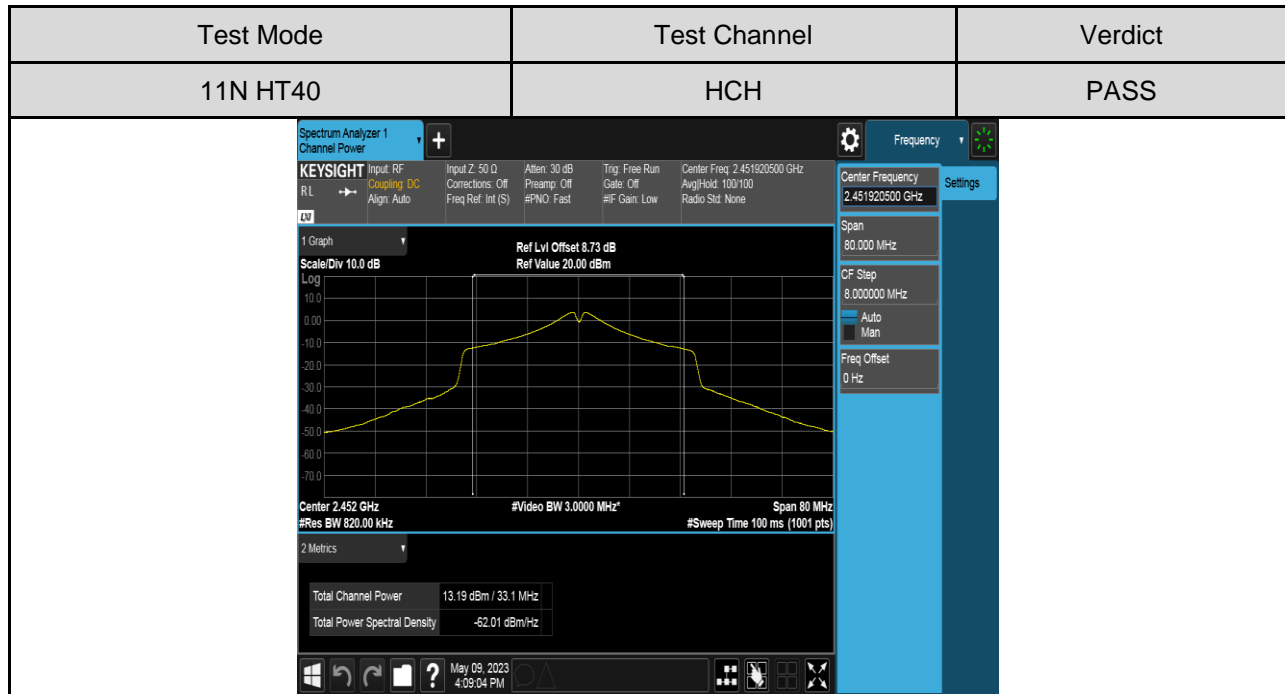 Test Mode Test Channel Verdict
11N HT40 HCH PASS
Spectrum Analyzer 1
Channel Power
+
Frequency
KEYSIGHT Input: RF Input Z: 50 Ω Atten: 30 dB Trig: Free Run Center Freq: 2.451920500 GHz
RL Coupling: DC Corrections: Off Preamp: Off Gate: Off Avg|Hold: 100/100
Align: Auto Freq Ref: Int (S) #PNO: Fast #IF Gain: Low Radio Std: None
LXI
Center Frequency
2.451920500 GHz
Settings
Span
80.000 MHz
CF Step
8.000000 MHz
Auto
Man
Freq Offset
0 Hz
1 Graph
Ref Lvl Offset 8.73 dB
Scale/Div 10.0 dB Ref Value 20.00 dBm
Log
10.0
0.00
-10.0
-20.0
-30.0
-40.0
-50.0
-60.0
-70.0
Center 2.452 GHz #Video BW 3.0000 MHz* Span 80 MHz
#Res BW 820.00 kHz #Sweep Time 100 ms (1001 pts)
2 Metrics
Total Channel Power 13.19 dBm / 33.1 MHz
Total Power Spectral Density -62.01 dBm/Hz
? May 09, 2023
4:09:04 PM